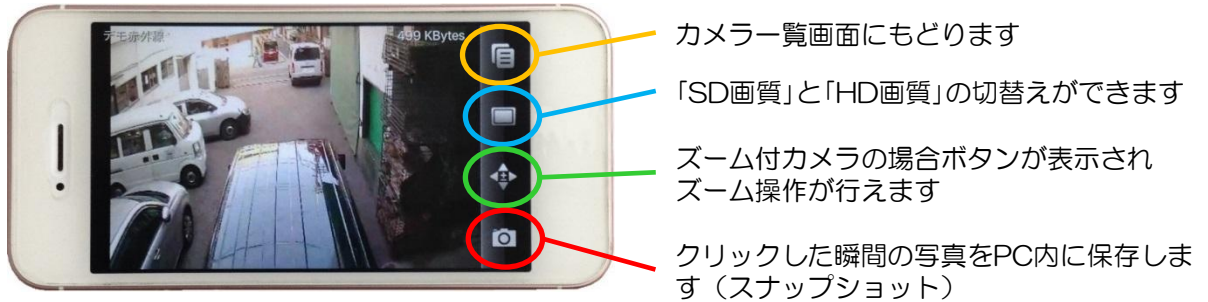 デモ赤外線
499 KBytes
カメラ一覧画面にもどります
「SD画質」と「HD画質」の切替えができます
ズーム付カメラの場合ボタンが表示され
ズーム操作が行えます
クリックした瞬間の写真をPC内に保存しま
す（スナップショット）